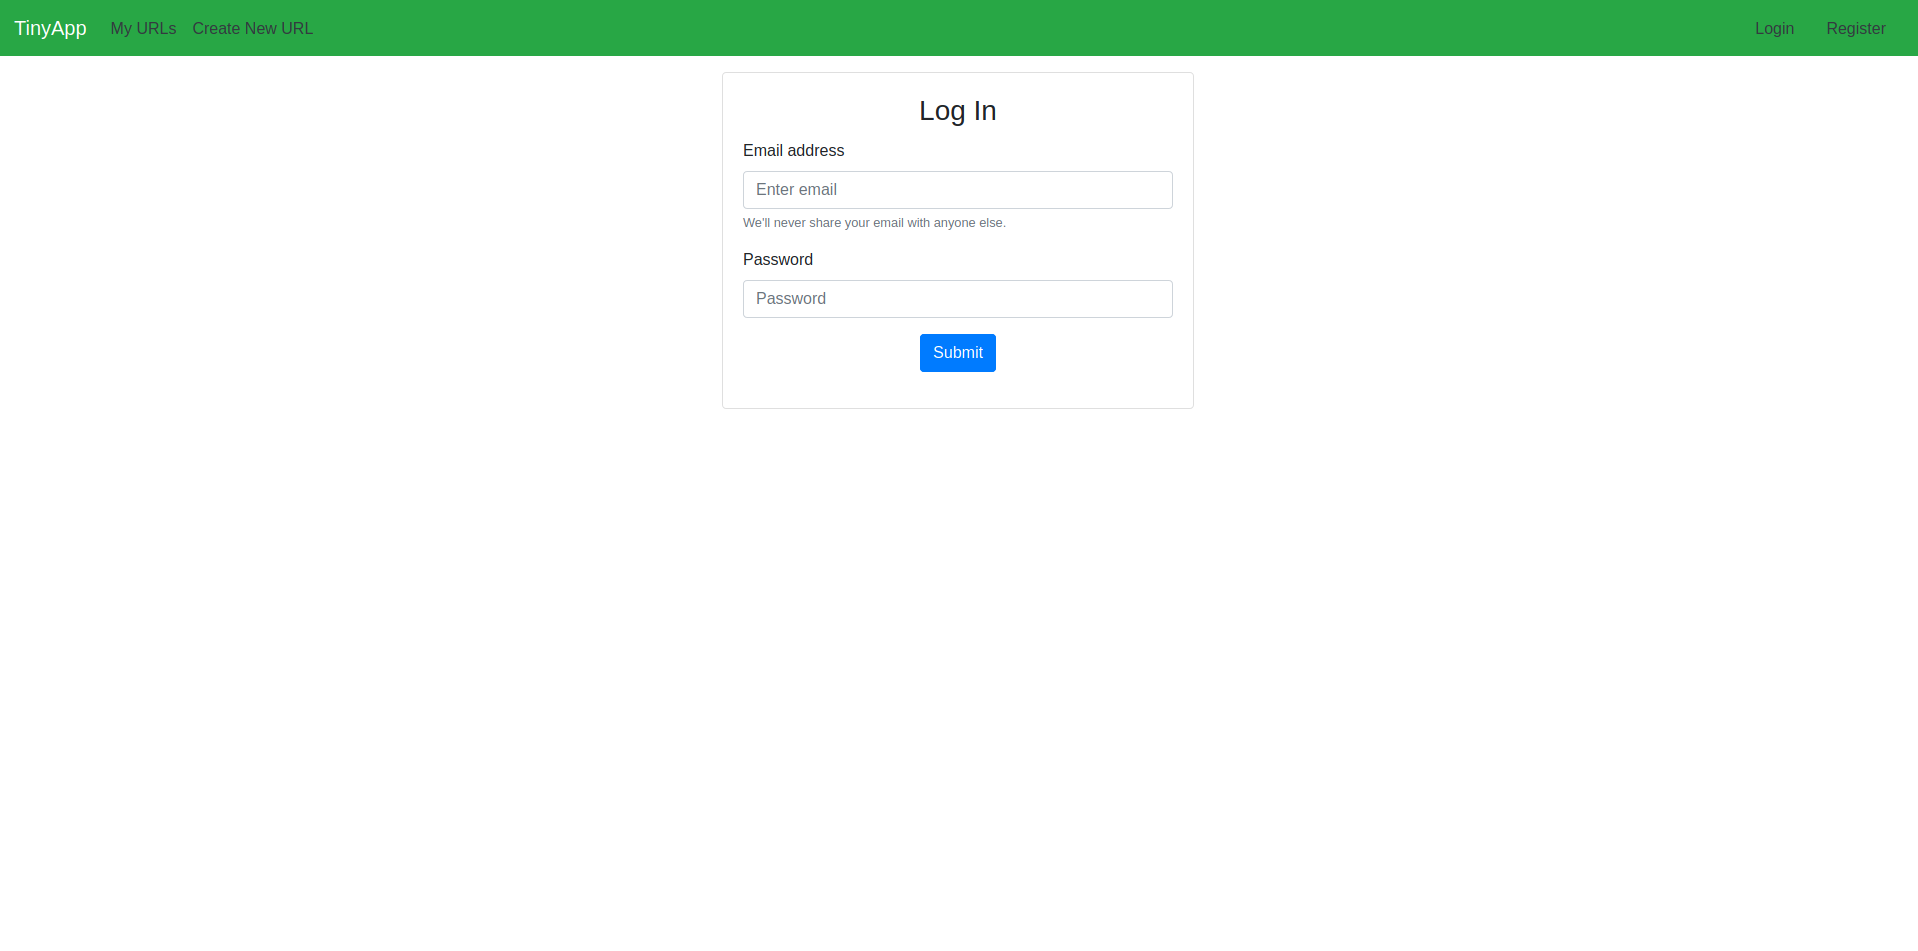 TinyApp My URLs Create New URL Login Register
Log In
Email address
Enter email
We'll never share your email with anyone else.
Password
Password
Submit